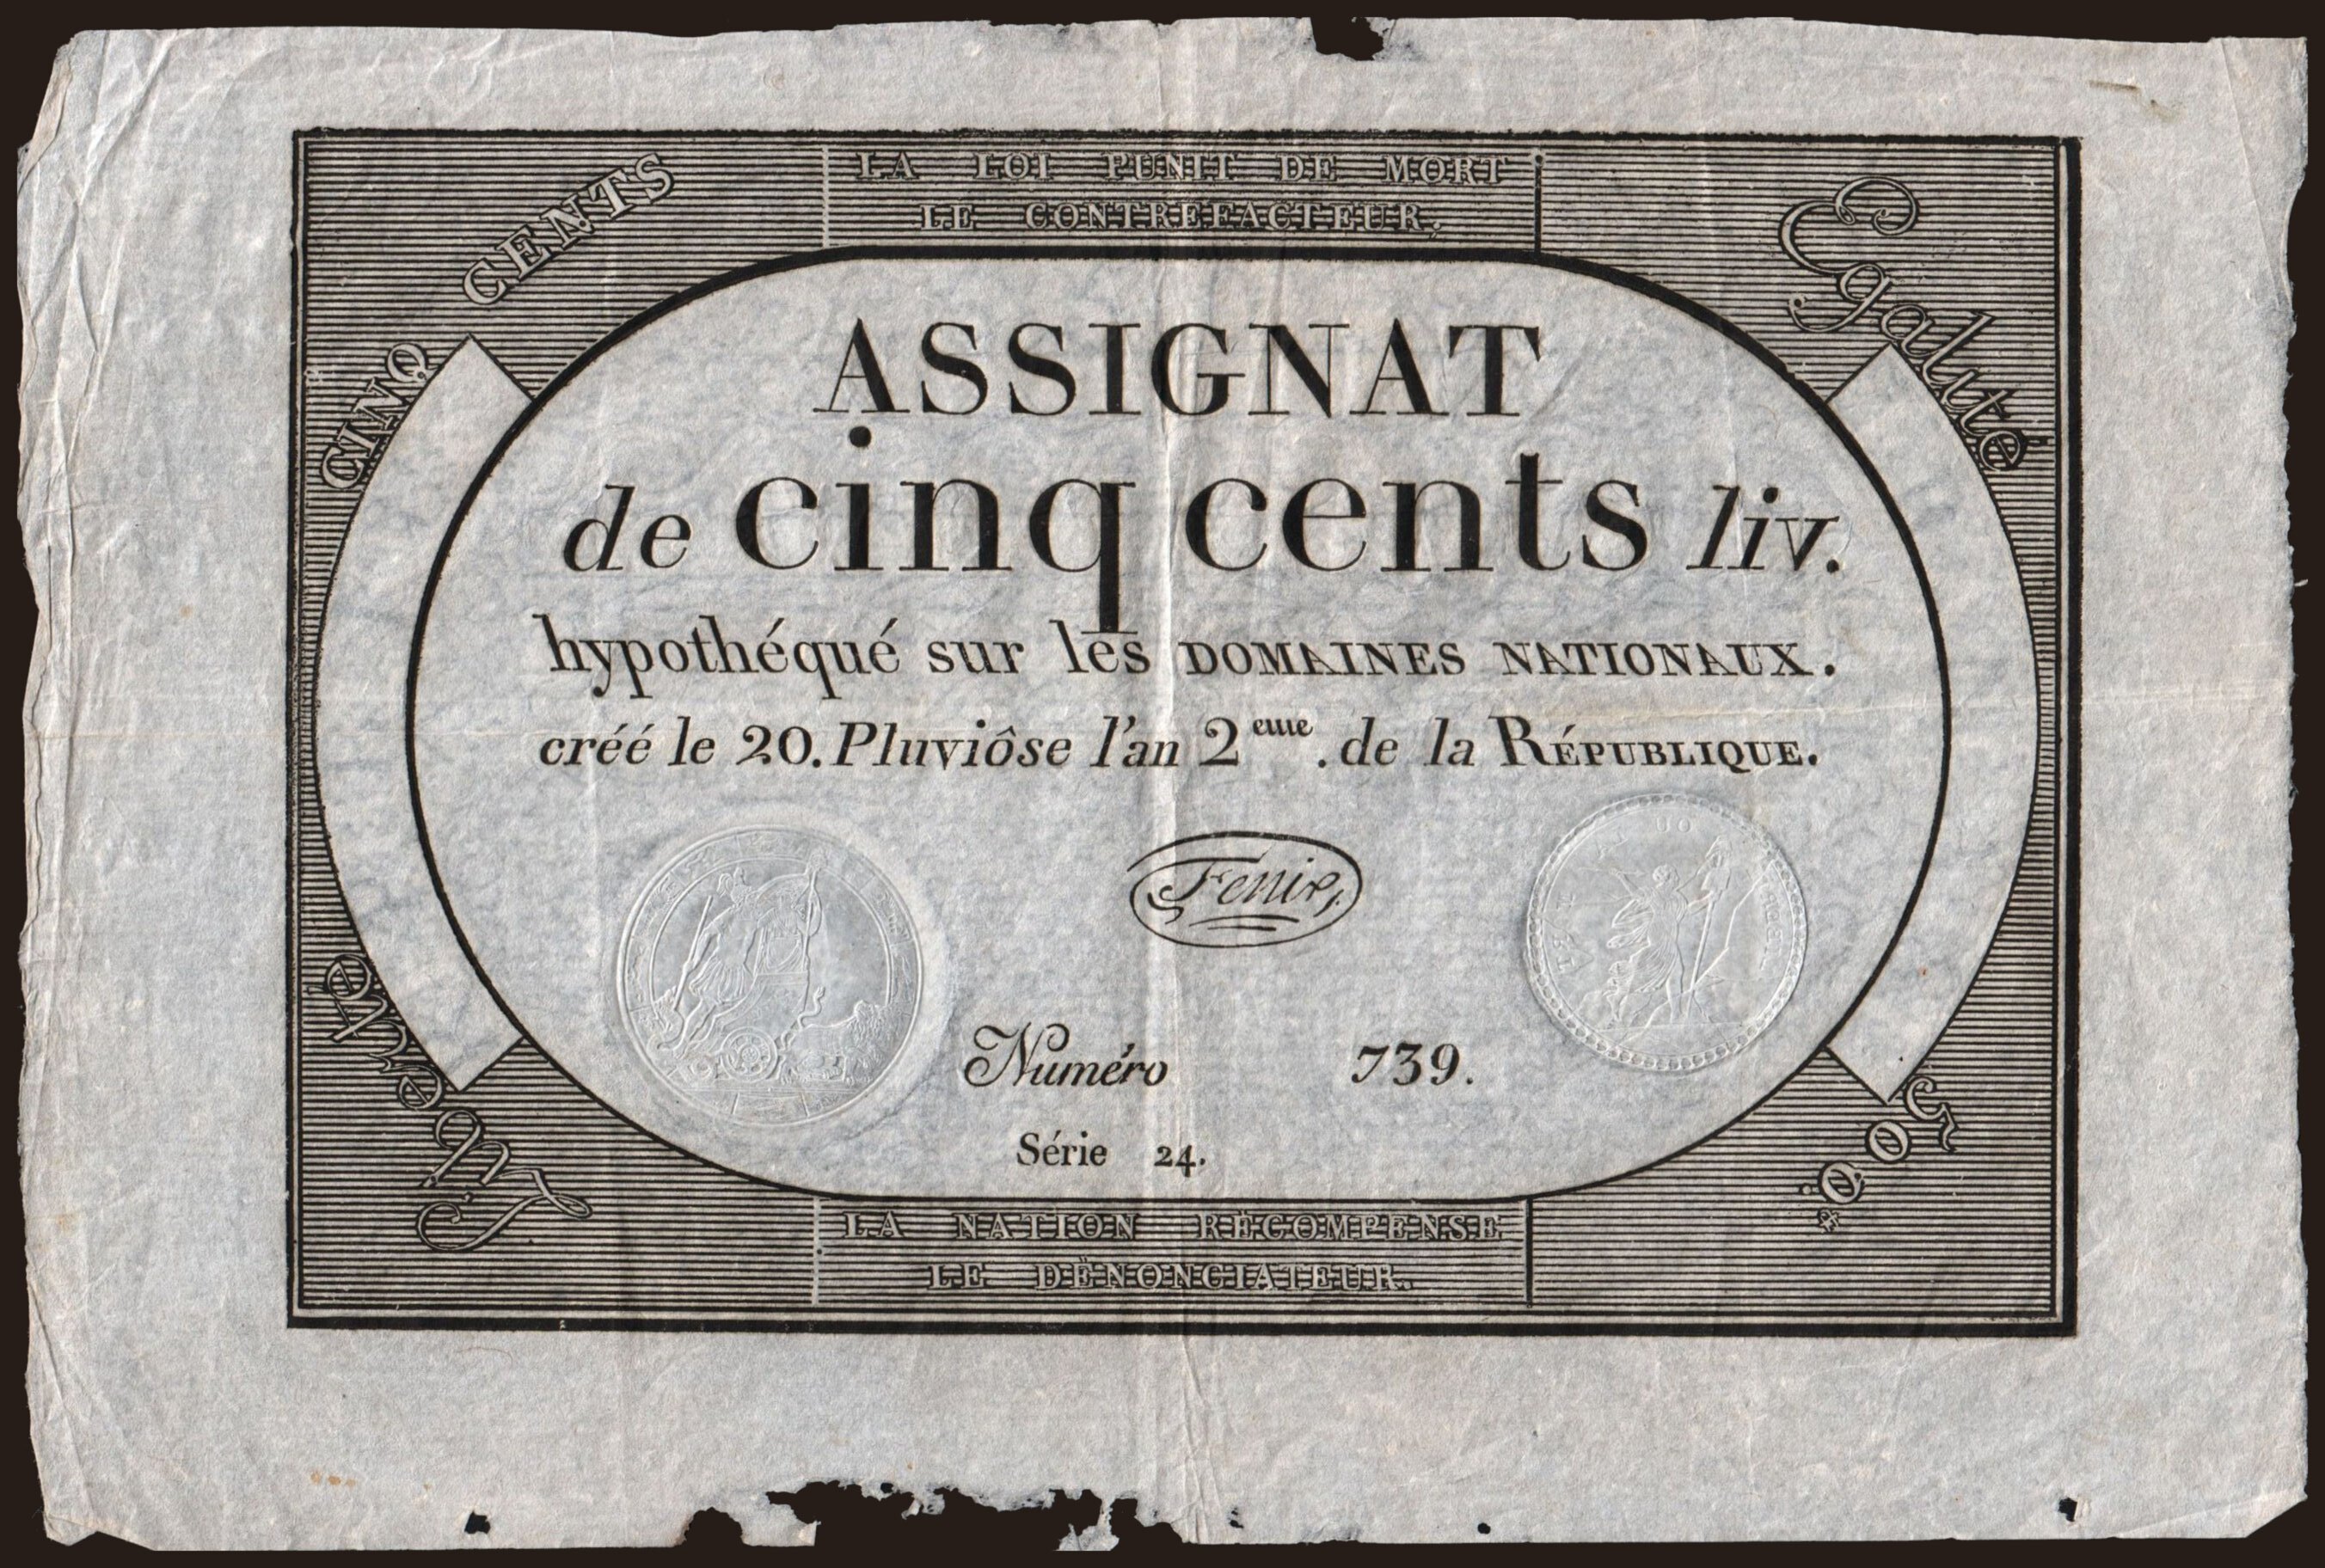 LA LOI PUNIT DE MORT
LE CONTREFACTEUR.
CINQ CENTS
Egalité
ASSIGNAT
de cinq cents liv.
hypothéqué sur les DOMAINES NATIONAUX.
créé le 20. Pluviôse l'an 2eme. de la RÉPUBLIQUE.
Numéro 739.
Série 24.
Liberté
500.
LA NATION RÉCOMPENSE
LE DÉNONCIATEUR.